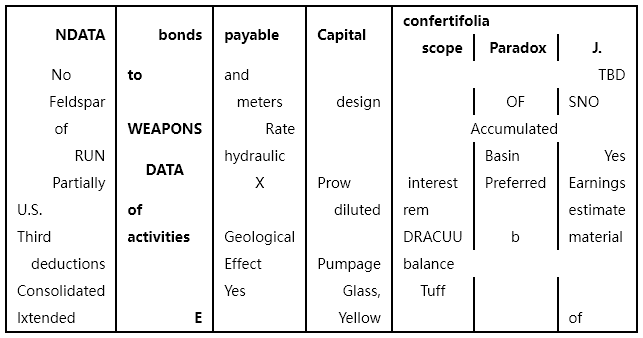 confertifolia
NDATA bonds payable Capital scope Paradox J.
No to and TBD
Feldspar meters design OF SNO
of WEAPONS Rate Accumulated
RUN hydraulic Basin Yes
DATA
Partially X Prow interest Preferred Earnings
U.S. of diluted rem estimate
Third activities Geological DRACUU b material
deductions Effect Pumpage balance
Consolidated Yes Glass, Tuff
Ixtended E Yellow of